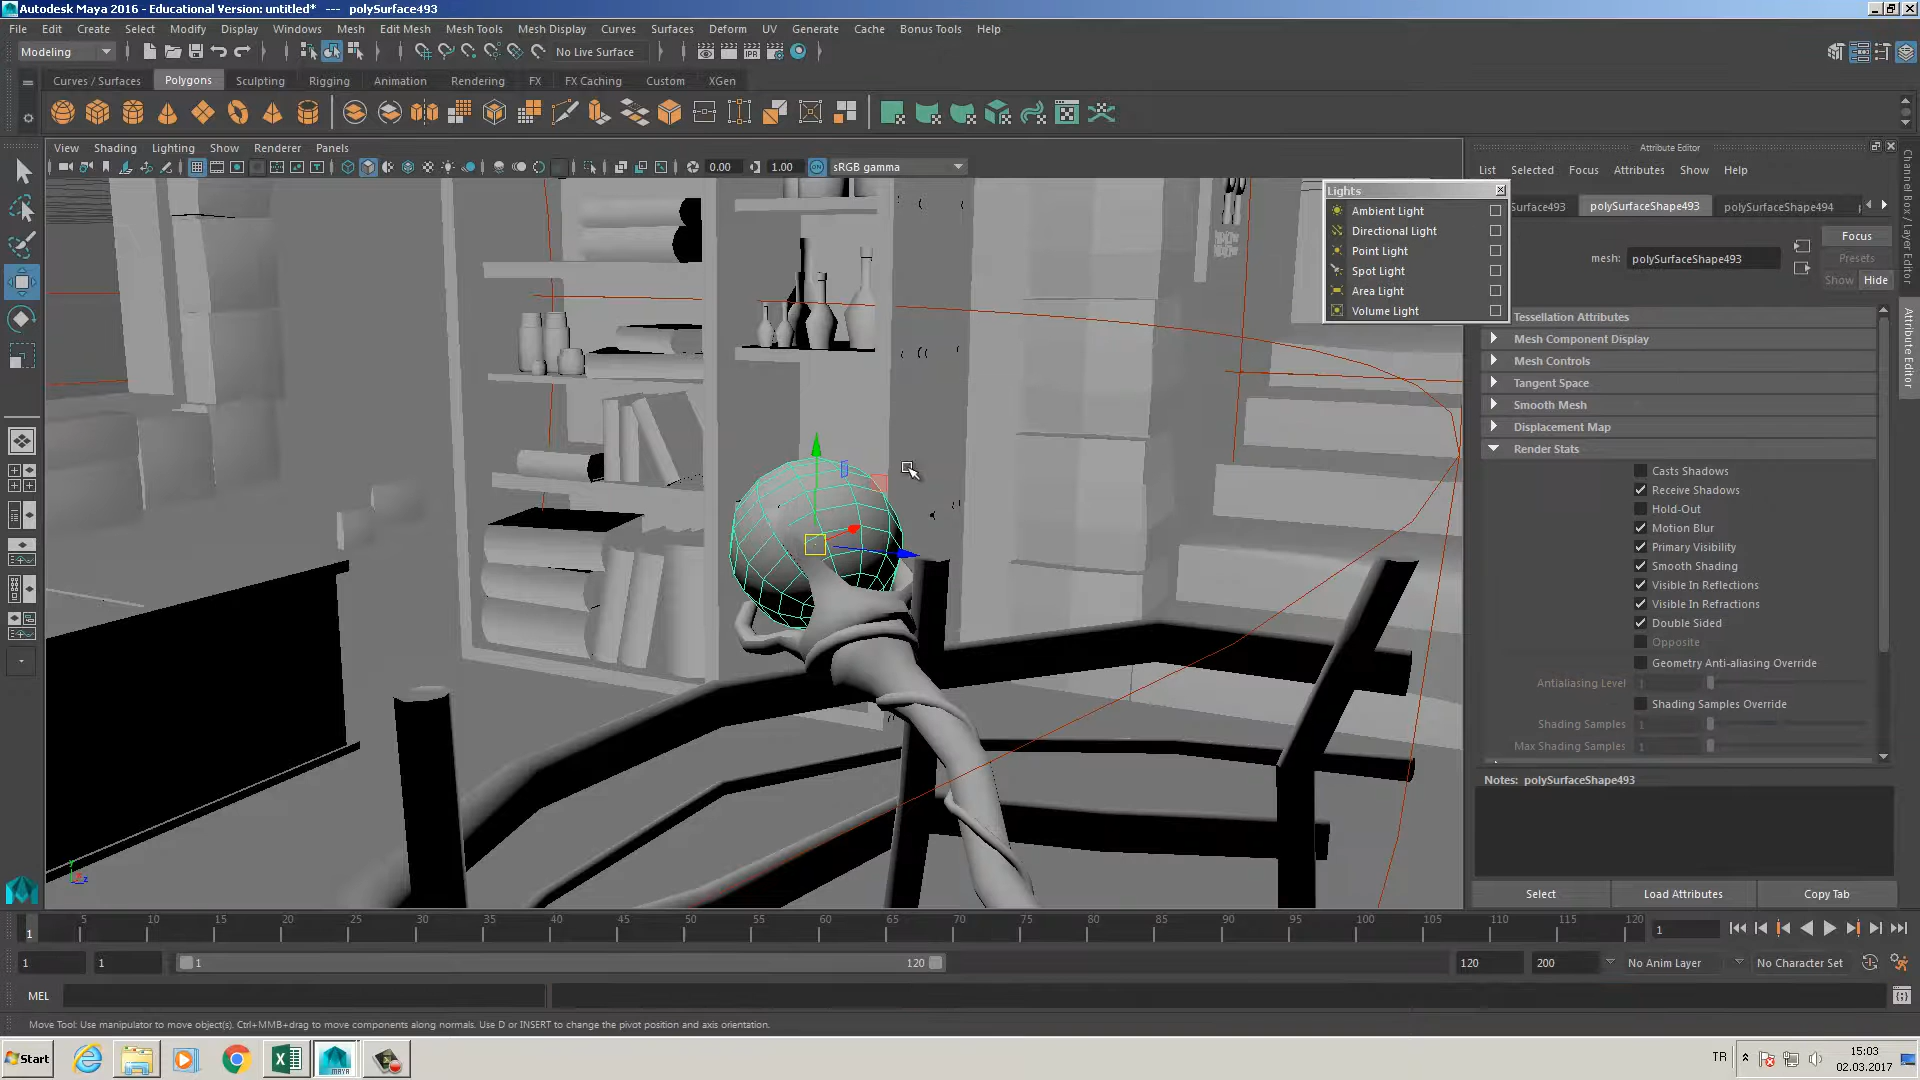 Autodesk Maya 2016 - Educational Version: untitled*   ---   polySurface493
File Edit Create Select Modify Display Windows Mesh Edit Mesh Mesh Tools Mesh Display Curves Surfaces Deform UV Generate Cache Bonus Tools Help
Modeling No Live Surface
Curves / Surfaces Polygons Sculpting Rigging Animation Rendering FX FX Caching Custom XGen
View Shading Lighting Show Renderer Panels
0.00 1.00 sRGB gamma
Lights
Ambient Light
Directional Light
Point Light
Spot Light
Area Light
Volume Light
Attribute Editor
List Selected Focus Attributes Show Help
Surface493 polySurfaceShape493 polySurfaceShape494
mesh: polySurfaceShape493
Focus
Presets
Show Hide
Tessellation Attributes
Mesh Component Display
Mesh Controls
Tangent Space
Smooth Mesh
Displacement Map
Render Stats
Casts Shadows
Receive Shadows
Hold-Out
Motion Blur
Primary Visibility
Smooth Shading
Visible In Reflections
Visible In Refractions
Double Sided
Opposite
Geometry Anti-aliasing Override
Antialiasing Level 1
Shading Samples Override
Shading Samples 1
Max Shading Samples 1
Notes: polySurfaceShape493
Select Load Attributes Copy Tab
Channel Box / Layer Editor
Attribute Editor
y z
1 5 10 15 20 25 30 35 40 45 50 55 60 65 70 75 80 85 90 95 100 105 110 115 120 1
1 1 1 120 120 200 No Anim Layer No Character Set
MEL
Move Tool: Use manipulator to move object(s). Ctrl+MMB+drag to move components along normals. Use D or INSERT to change the pivot position and axis orientation.
Start TR 15:03
02.03.2017